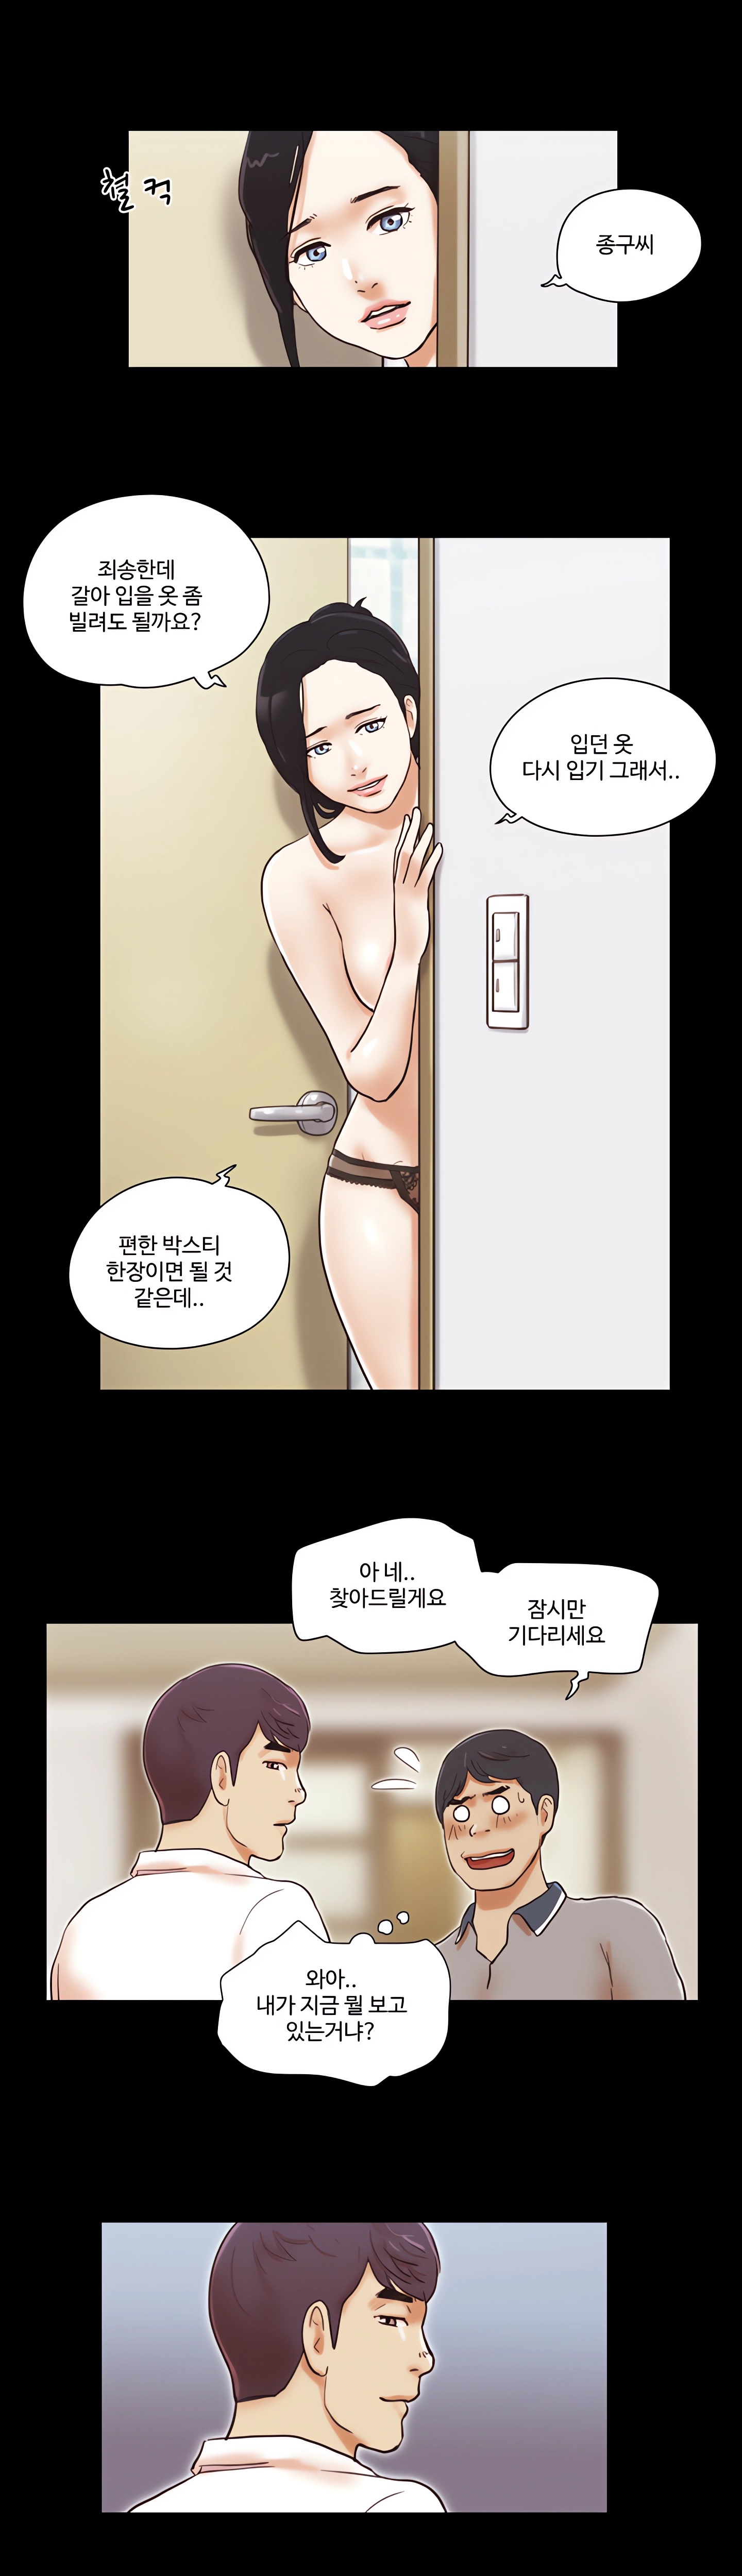 철컥
종구씨
죄송한데
갈아 입을 옷 좀
빌려도 될까요?
입던 옷
다시 입기 그래서..
편한 박스티
한장이면 될 것
같은데..
아 네..
찾아드릴게요
잠시만
기다리세요
와아..
내가 지금 뭘 보고
있는거냐?